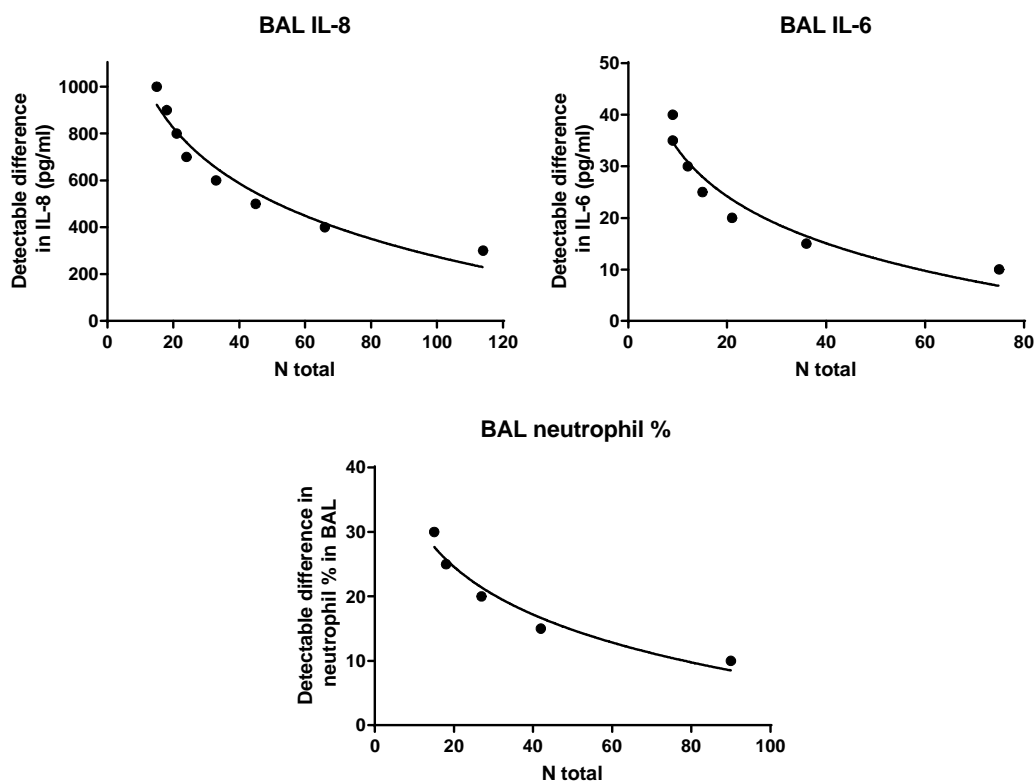 BAL IL-8
Detectable difference
in IL-8 (pg/ml)
1000
800
600
400
200
0
0 20 40 60 80 100 120
N total
BAL IL-6
Detectable difference
in IL-6 (pg/ml)
50
40
30
20
10
0
0 20 40 60 80
N total
BAL neutrophil %
Detectable difference in
neutrophil % in BAL
40
30
20
10
0
0 20 40 60 80 100
N total